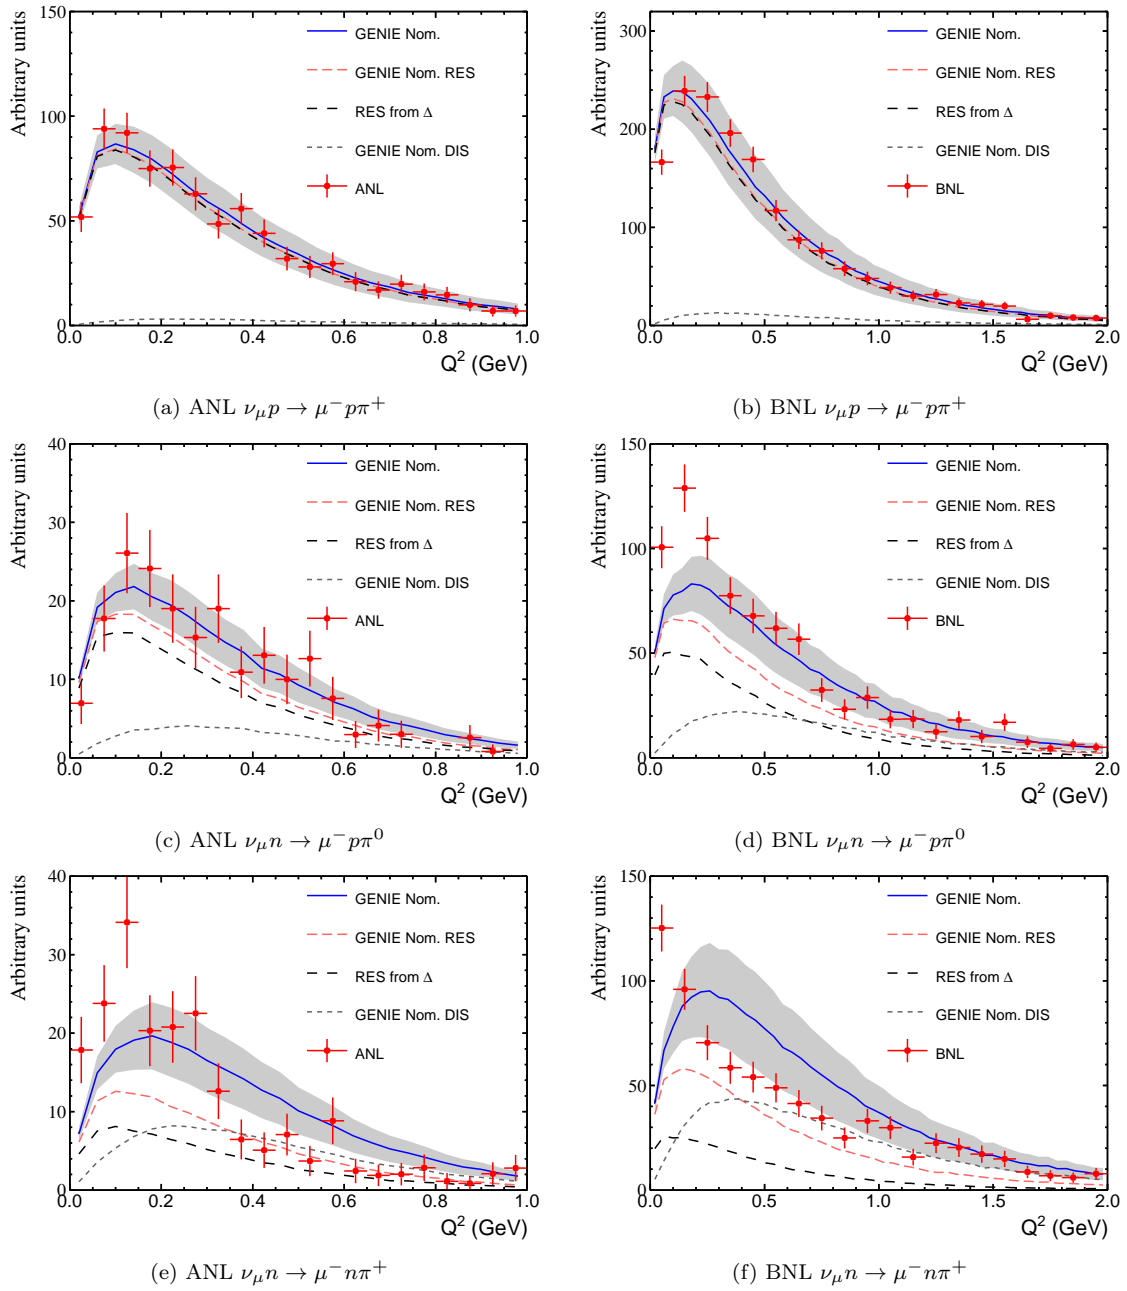 Arbitrary units
150
100
50
0
0.0 0.2 0.4 0.6 0.8 1.0
Q² (GeV)
GENIE Nom.
GENIE Nom. RES
RES from Δ
GENIE Nom. DIS
ANL
(a) ANL νμp → μ⁻pπ⁺
Arbitrary units
300
200
100
0
0.0 0.5 1.0 1.5 2.0
Q² (GeV)
GENIE Nom.
GENIE Nom. RES
RES from Δ
GENIE Nom. DIS
BNL
(b) BNL νμp → μ⁻pπ⁺
Arbitrary units
40
30
20
10
0
0.0 0.2 0.4 0.6 0.8 1.0
Q² (GeV)
GENIE Nom.
GENIE Nom. RES
RES from Δ
GENIE Nom. DIS
ANL
(c) ANL νμn → μ⁻pπ⁰
Arbitrary units
150
100
50
0
0.0 0.5 1.0 1.5 2.0
Q² (GeV)
GENIE Nom.
GENIE Nom. RES
RES from Δ
GENIE Nom. DIS
BNL
(d) BNL νμn → μ⁻pπ⁰
Arbitrary units
40
30
20
10
0
0.0 0.2 0.4 0.6 0.8 1.0
Q² (GeV)
GENIE Nom.
GENIE Nom. RES
RES from Δ
GENIE Nom. DIS
ANL
(e) ANL νμn → μ⁻nπ⁺
Arbitrary units
150
100
50
0
0.0 0.5 1.0 1.5 2.0
Q² (GeV)
GENIE Nom.
GENIE Nom. RES
RES from Δ
GENIE Nom. DIS
BNL
(f) BNL νμn → μ⁻nπ⁺